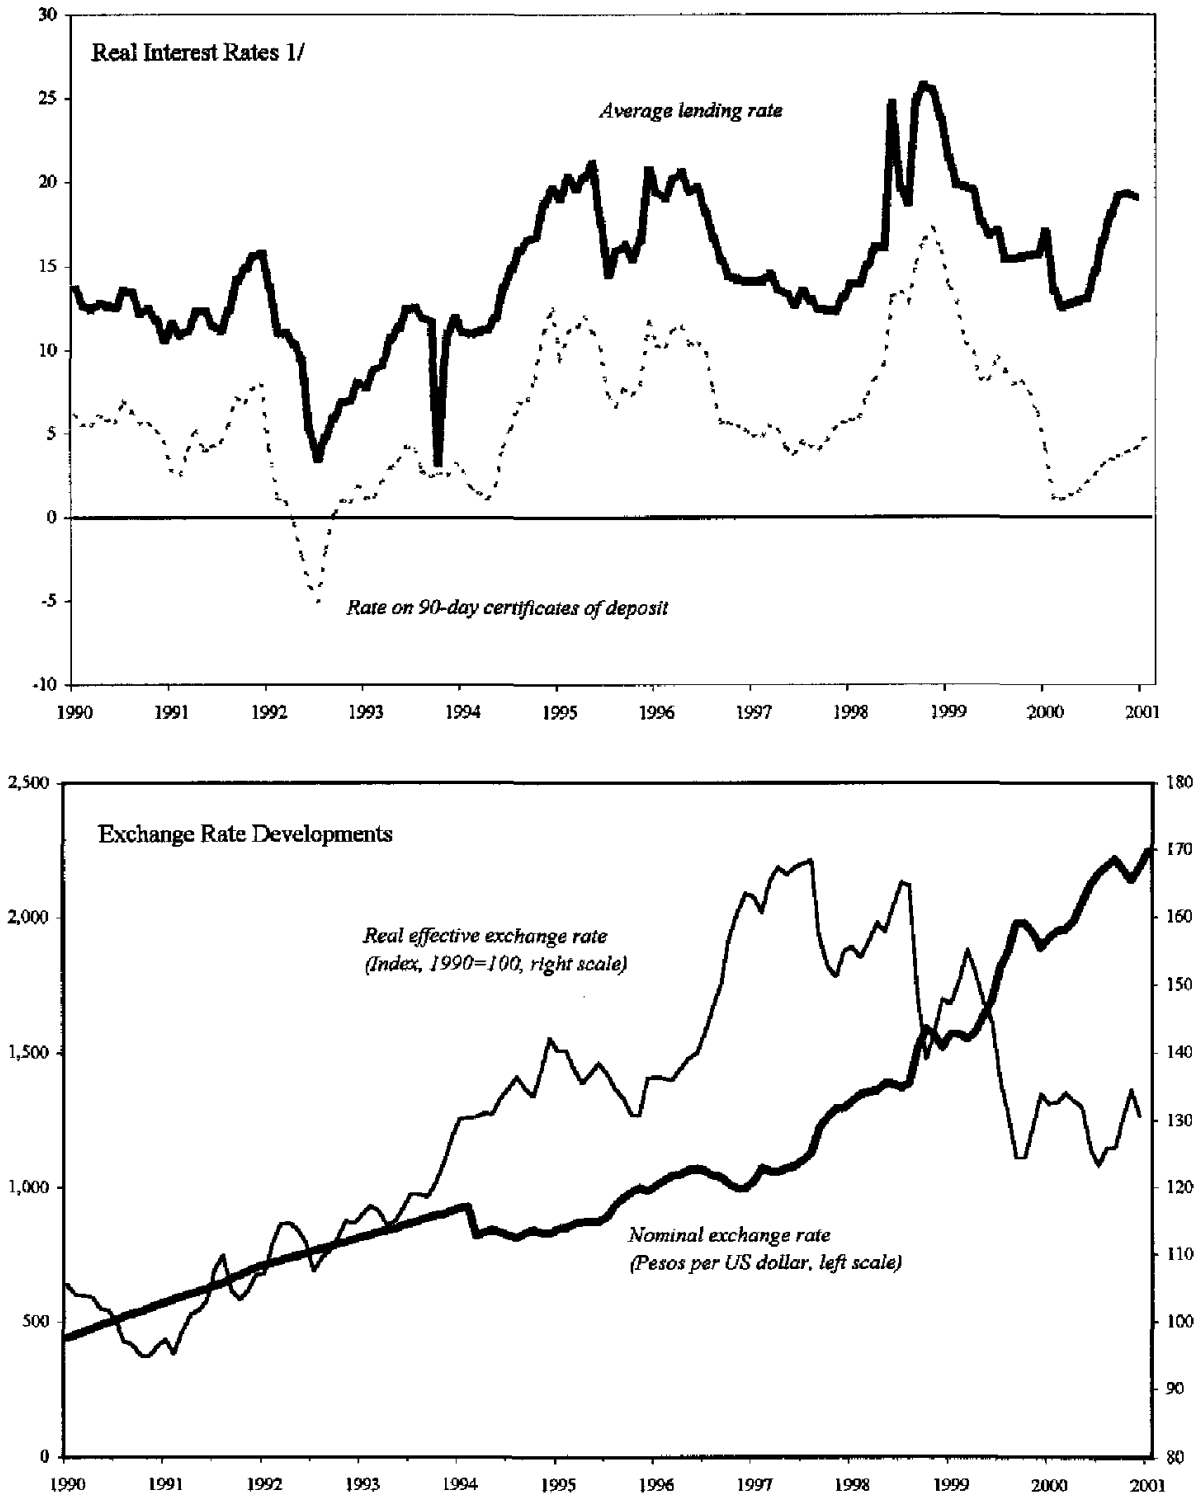 30
Real Interest Rates 1/
25
Average lending rate
20
15
10
5
0
-5
Rate on 90-day certificates of deposit
-10
1990 1991 1992 1993 1994 1995 1996 1997 1998 1999 2000 2001
2,500 180
Exchange Rate Developments
170
2,000 160
Real effective exchange rate
(Index, 1990=100, right scale)
150
1,500 140
130
1,000 120
Nominal exchange rate
(Pesos per US dollar, left scale)
110
500 100
90
0 80
1990 1991 1992 1993 1994 1995 1996 1997 1998 1999 2000 2001